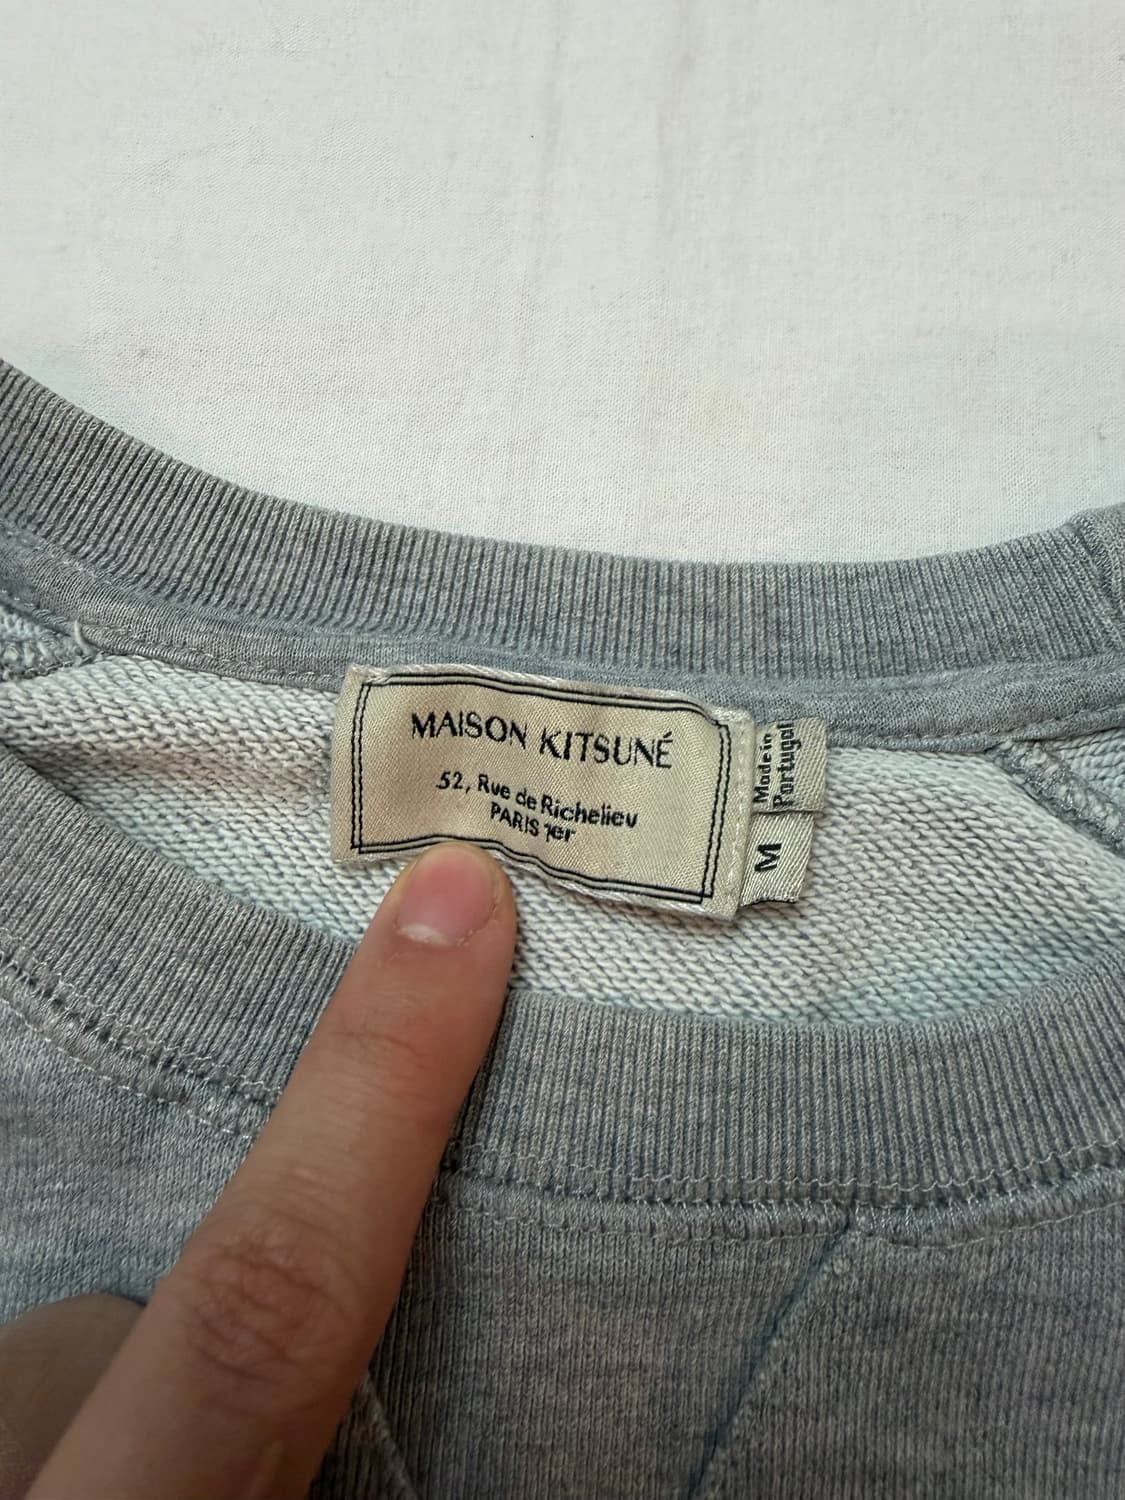 MAISON KITSUNÉ
52, Rue de Richelieu
PARIS 1er
Made in
Portugal
M